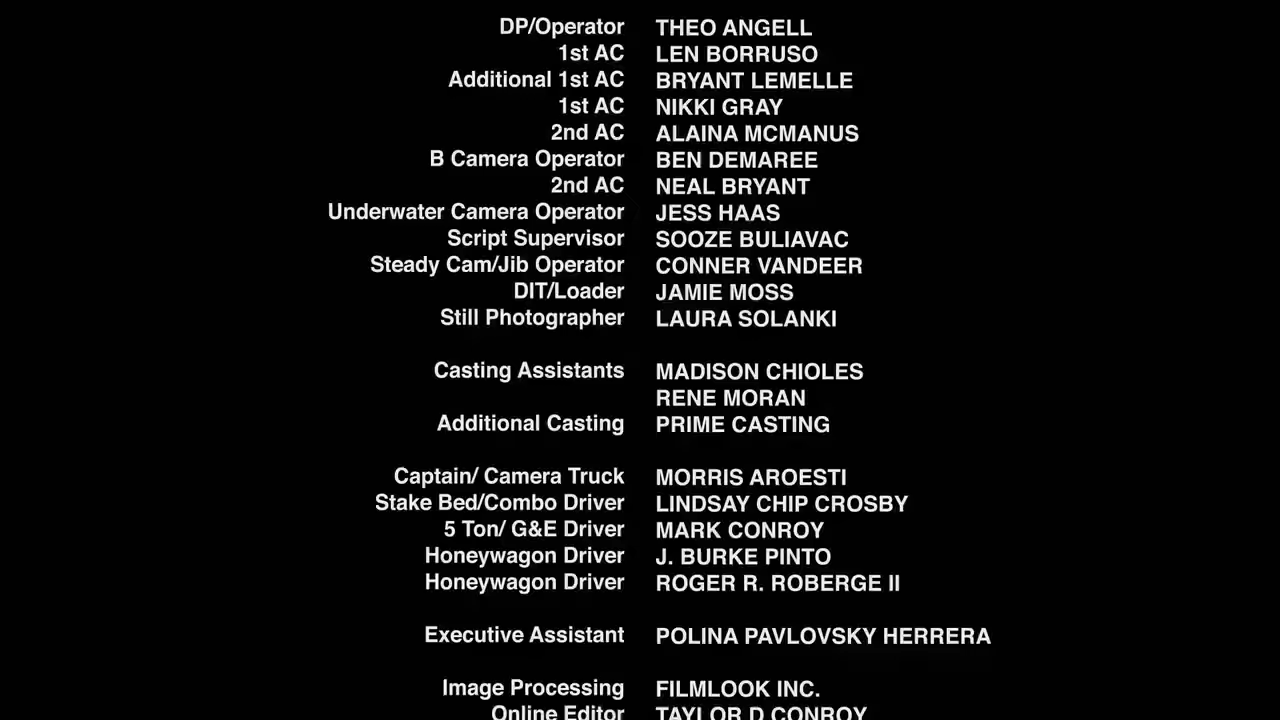 DP/Operator THEO ANGELL
1st AC LEN BORRUSO
Additional 1st AC BRYANT LEMELLE
1st AC NIKKI GRAY
2nd AC ALAINA MCMANUS
B Camera Operator BEN DEMAREE
2nd AC NEAL BRYANT
Underwater Camera Operator JESS HAAS
Script Supervisor SOOZE BULIAVAC
Steady Cam/Jib Operator CONNER VANDEER
DIT/Loader JAMIE MOSS
Still Photographer LAURA SOLANKI
Casting Assistants MADISON CHIOLES
RENE MORAN
Additional Casting PRIME CASTING
Captain/ Camera Truck MORRIS AROESTI
Stake Bed/Combo Driver LINDSAY CHIP CROSBY
5 Ton/ G&E Driver MARK CONROY
Honeywagon Driver J. BURKE PINTO
Honeywagon Driver ROGER R. ROBERGE II
Executive Assistant POLINA PAVLOVSKY HERRERA
Image Processing FILMLOOK INC.
Online Editor TAYLOR D CONROY